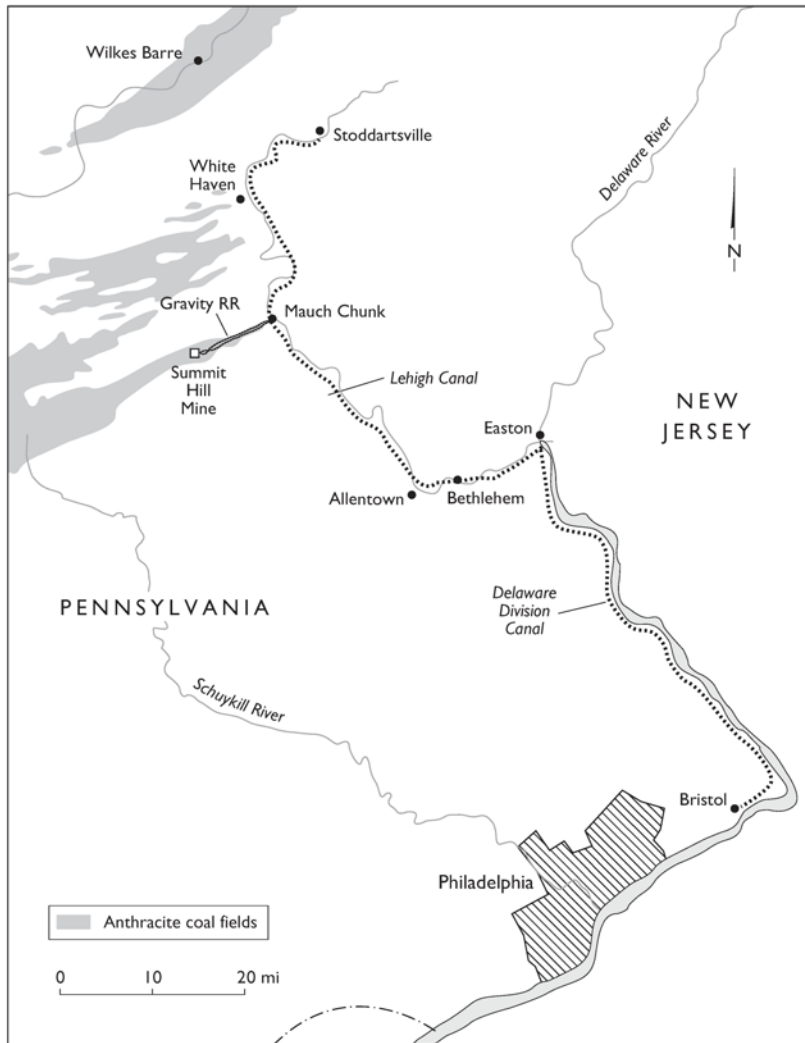 Wilkes Barre
Stoddartsville
White
Haven
Delaware River
N
Gravity RR
Mauch Chunk
Summit
Hill
Mine
Lehigh Canal
NEW
JERSEY
Easton
Allentown
Bethlehem
PENNSYLVANIA
Delaware
Division
Canal
Schuykill River
Bristol
Philadelphia
Anthracite coal fields
0 10 20 mi